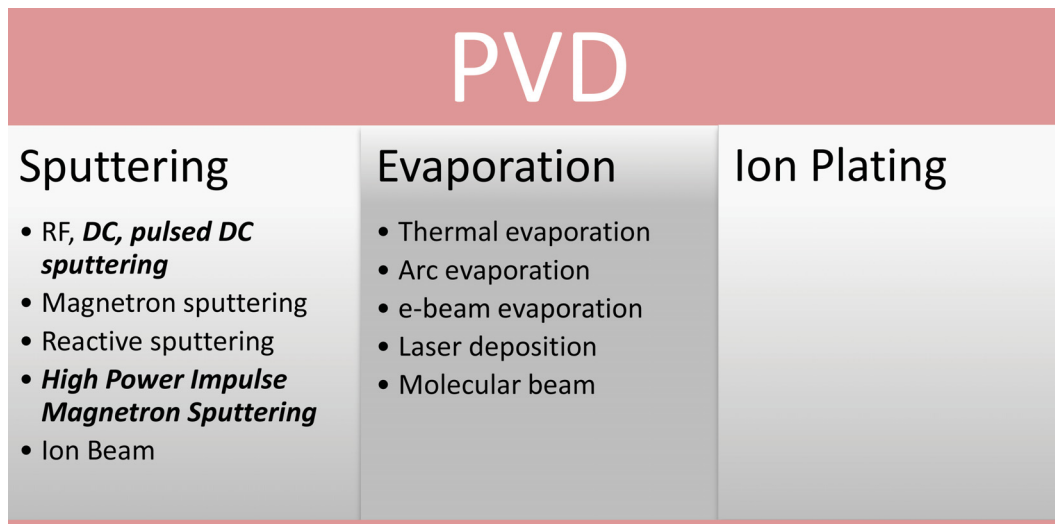 PVD
Sputtering
• RF, DC, pulsed DC
sputtering
• Magnetron sputtering
• Reactive sputtering
• High Power Impulse
Magnetron Sputtering
• Ion Beam
Evaporation
• Thermal evaporation
• Arc evaporation
• e-beam evaporation
• Laser deposition
• Molecular beam
Ion Plating